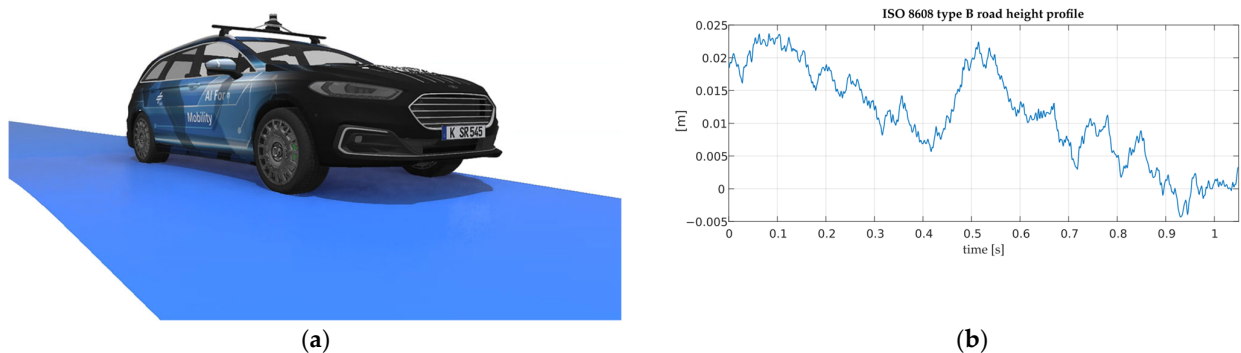 AI For
Mobility
K SR 545
(a)
ISO 8608 type B road height profile
0.025
0.02
0.015
0.01
0.005
0
−0.005
[m]
0 0.1 0.2 0.3 0.4 0.5 0.6 0.7 0.8 0.9 1
time [s]
(b)